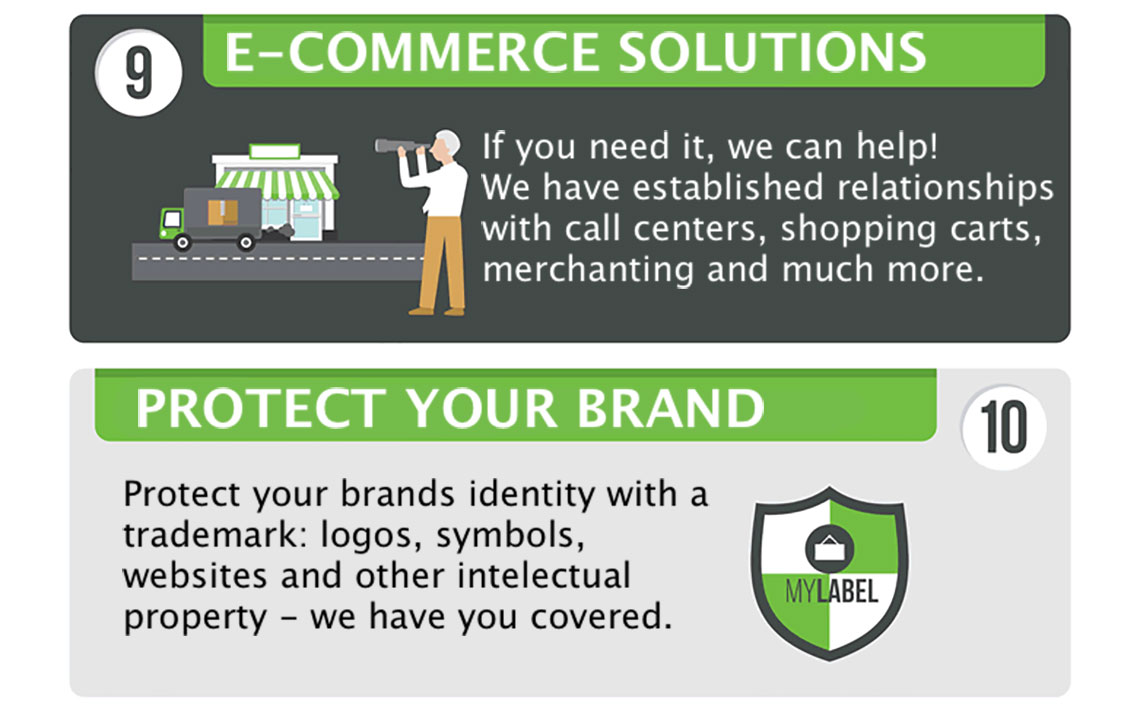 9
E-COMMERCE SOLUTIONS
If you need it, we can help!
We have established relationships
with call centers, shopping carts,
merchanting and much more.
PROTECT YOUR BRAND
10
Protect your brands identity with a
trademark: logos, symbols,
websites and other intelectual
property – we have you covered.
MYLABEL